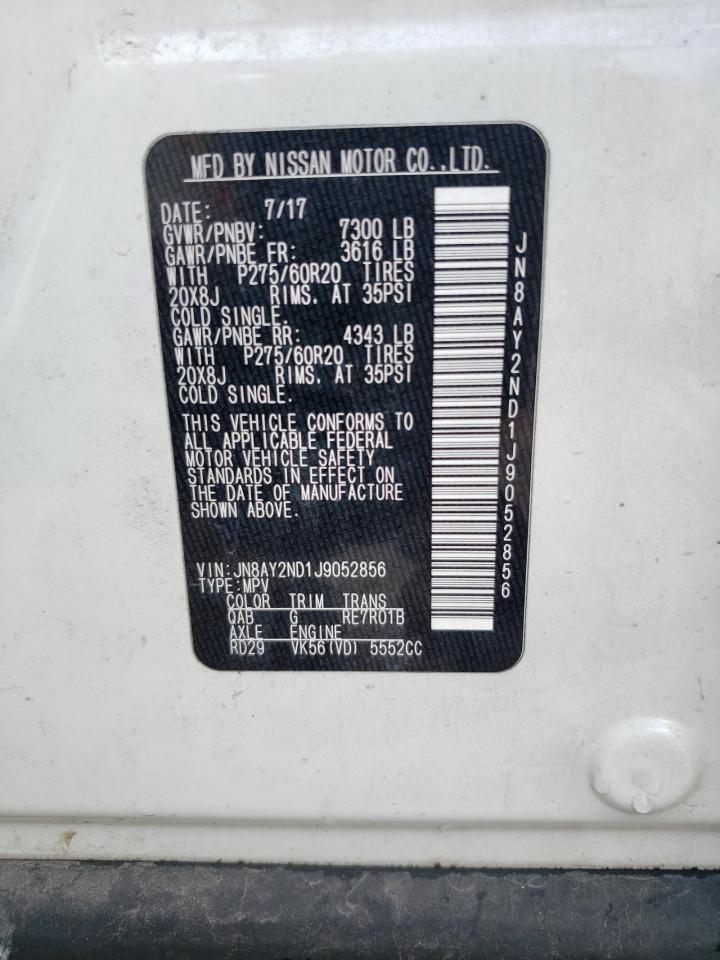 MFD BY NISSAN MOTOR CO.,LTD.
DATE: 7/17
GVWR/PNBV: 7300 LB
GAWR/PNBE FR: 3616 LB
WITH P275/60R20 TIRES
20X8J RIMS, AT 35PSI
COLD SINGLE.
GAWR/PNBE RR: 4343 LB
WITH P275/60R20 TIRES
20X8J RIMS, AT 35PSI
COLD SINGLE.
THIS VEHICLE CONFORMS TO
ALL APPLICABLE FEDERAL
MOTOR VEHICLE SAFETY
STANDARDS IN EFFECT ON
THE DATE OF MANUFACTURE
SHOWN ABOVE.
VIN:JN8AY2ND1J9052856
TYPE:MPV
COLOR TRIM TRANS
QAB G RE7R01B
AXLE ENGINE
RD29 VK56(VD) 5552CC
JN8AY2ND1J9052856